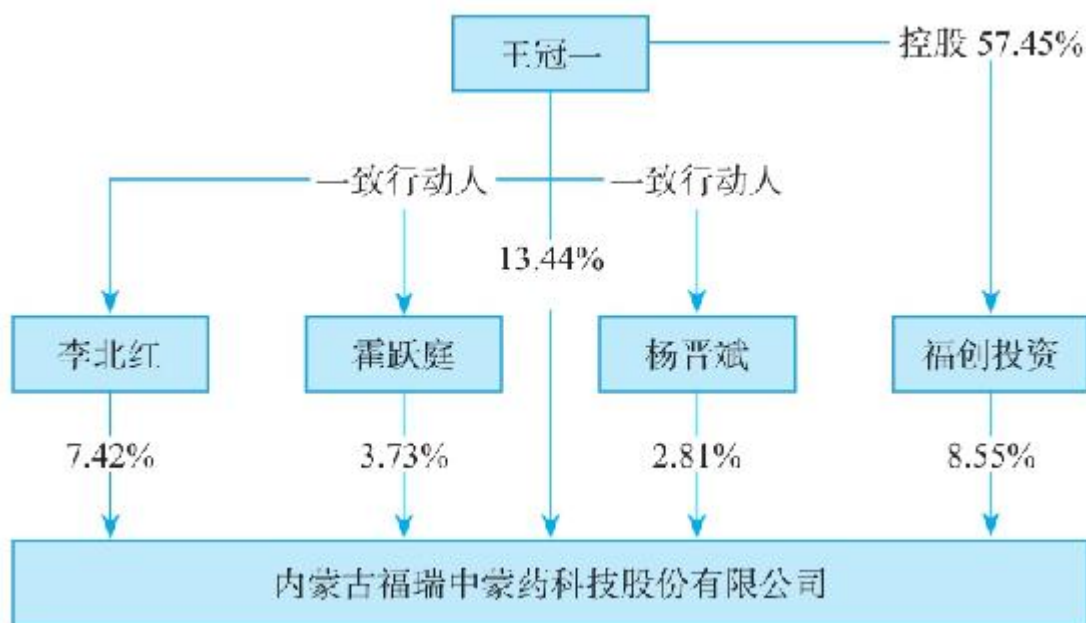 王冠一
控股 57.45%
一致行动人
一致行动人
13.44%
李北红
霍跃庭
杨晋斌
福创投资
7.42%
3.73%
2.81%
8.55%
内蒙古福瑞中蒙药科技股份有限公司